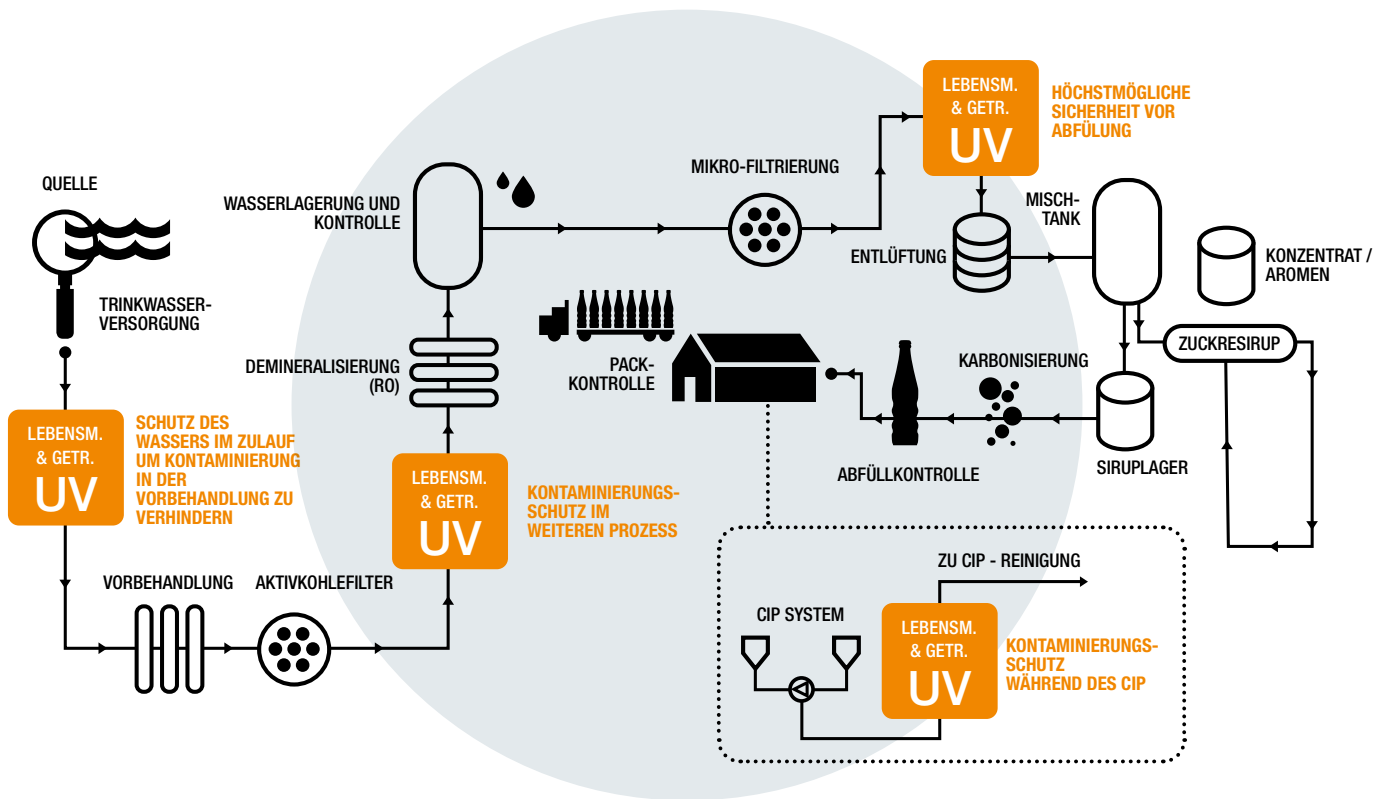 QUELLE
TRINKWASSER-
VERSORGUNG
LEBENSM.
& GETR.
UV
SCHUTZ DES
WASSERS IM ZULAUF
UM KONTAMINIERUNG
IN DER
VORBEHANDLUNG ZU
VERHINDERN
VORBEHANDLUNG
AKTIVKOHLEFILTER
LEBENSM.
& GETR.
UV
KONTAMINIERUNGS-
SCHUTZ IM
WEITEREN PROZESS
DEMINERALISIERUNG
(RO)
WASSERLAGERUNG UND
KONTROLLE
MIKRO-FILTRIERUNG
LEBENSM.
& GETR.
UV
HÖCHSTMÖGLICHE
SICHERHEIT VOR
ABFÜLUNG
ENTLÜFTUNG
MISCH-
TANK
KONZENTRAT /
AROMEN
ZUCKRESIRUP
SIRUPLAGER
KARBONISIERUNG
ABFÜLLKONTROLLE
PACK-
KONTROLLE
ZU CIP - REINIGUNG
CIP SYSTEM
LEBENSM.
& GETR.
UV
KONTAMINIERUNGS-
SCHUTZ
WÄHREND DES CIP